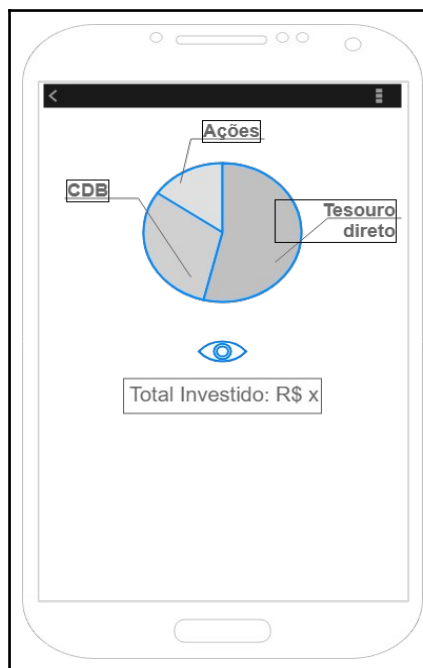 Ações
CDB
Tesouro
direto
Total Investido: R$ x